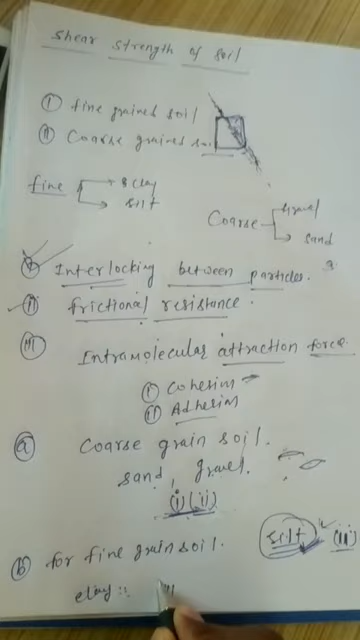 Shear Strength of Soil
(i) fine grained soil
(ii) Coarse grained soil
fine → clay
→ silt
Coarse — gravel
→ sand
(i) Interlocking between particles.
(ii) frictional resistance.
(iii) Intramolecular attraction force.
(i) Cohesion
(ii) Adhesion
(a) Coarse grain soil.
sand, gravel.
(i) (ii)
silt (iii)
(b) for fine grain soil.
clay::